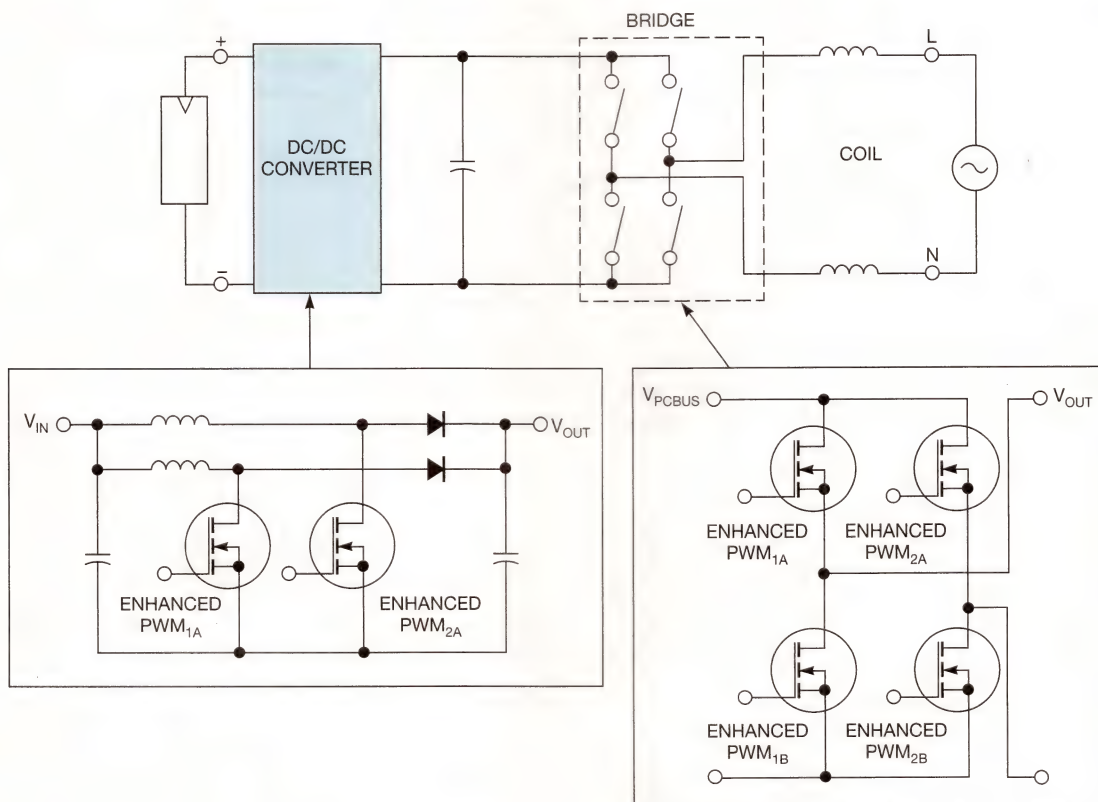 BRIDGE
+
L
DC/DC
CONVERTER
COIL
–
N
V_IN
V_OUT
ENHANCED
PWM_1A
ENHANCED
PWM_2A
V_PCBUS
V_OUT
ENHANCED
PWM_1A
ENHANCED
PWM_2A
ENHANCED
PWM_1B
ENHANCED
PWM_2B